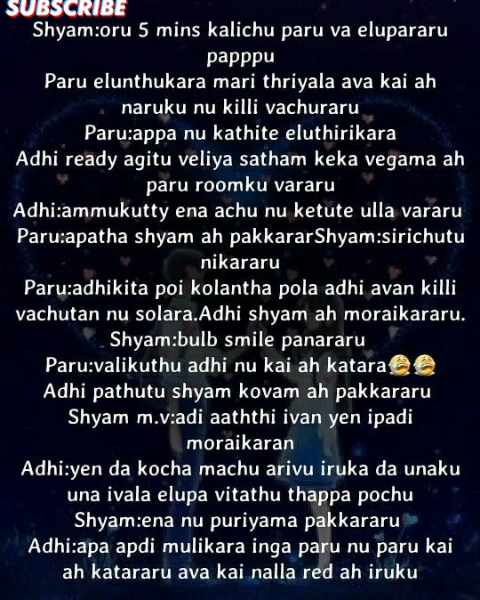 SUBSCRIBE
Shyam:oru 5 mins kalichu paru va elupararu
papppu
Paru elunthukara mari thriyala ava kai ah
naruku nu killi vachuraru
Paru:appa nu kathite eluthirikara
Adhi ready agitu veliya satham keka vegama ah
paru roomku vararu
Adhi:ammukutty ena achu nu ketute ulla vararu
Paru:apatha shyam ah pakkararShyam:sirichutu
nikararu
Paru:adhikita poi kolantha pola adhi avan killi
vachutan nu solara.Adhi shyam ah moraikararu.
Shyam:bulb smile panararu
Paru:valikuthu adhi nu kai ah katara😭😭
Adhi pathutu shyam kovam ah pakkararu
Shyam m.v:adi aaththi ivan yen ipadi
moraikaran
Adhi:yen da kocha machu arivu iruka da unaku
una ivala elupa vitathu thappa pochu
Shyam:ena nu puriyama pakkararu
Adhi:apa apdi mulikara inga paru nu paru kai
ah katararu ava kai nalla red ah iruku